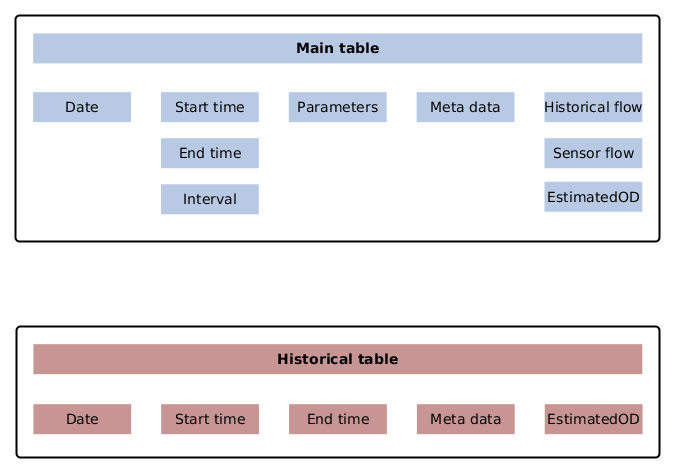 Main table
Date
Start time
Parameters
Meta data
Historical flow
End time
Sensor flow
Interval
EstimatedOD
Historical table
Date
Start time
End time
Meta data
EstimatedOD